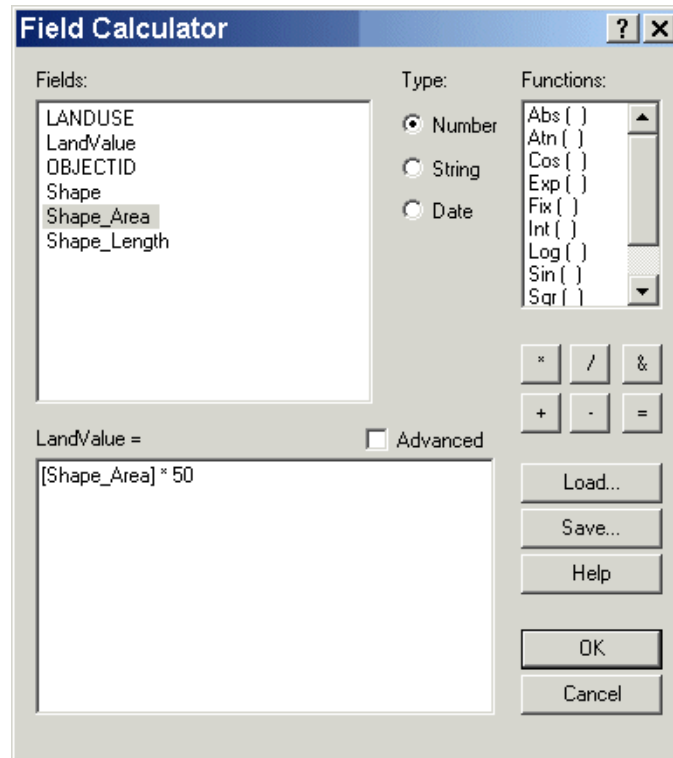 Field Calculator
? X
Fields:
Type:
Functions:
LANDUSE
LandValue
OBJECTID
Shape
Shape_Area
Shape_Length
Number
String
Date
Abs ( )
Atn ( )
Cos ( )
Exp ( )
Fix ( )
Int ( )
Log ( )
Sin ( )
Sqr ( )
* / &
+ - =
LandValue =
Advanced
[Shape_Area] * 50
Load...
Save...
Help
OK
Cancel